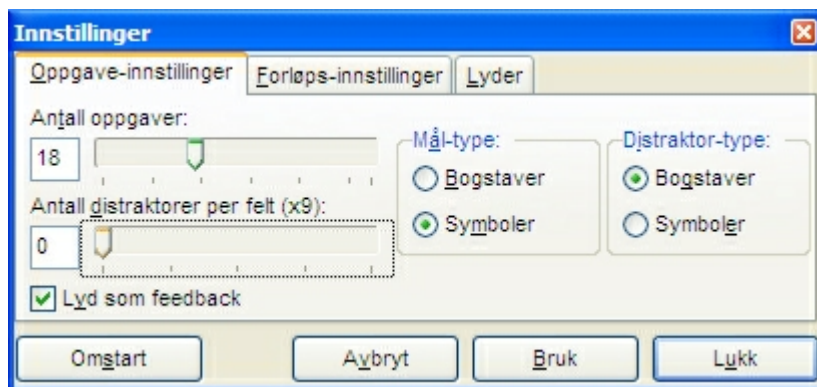 Innstillinger
Oppgave-innstillinger Forløps-innstillinger Lyder
Antall oppgaver:
18
Antall distraktorer per felt (x9):
0
Lyd som feedback
Mål-type:
Bogstaver
Symboler
Distraktor-type:
Bogstaver
Symboler
Omstart Avbryt Bruk Lukk